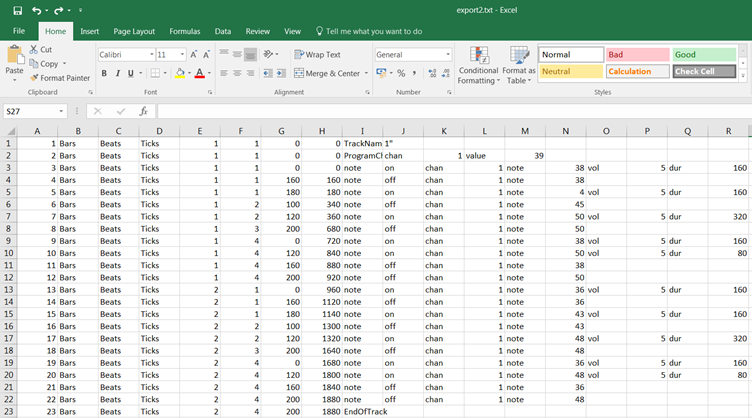 export2.txt - Excel
File Home Insert Page Layout Formulas Data Review View Tell me what you want to do
Paste Cut Copy Format Painter
Clipboard
Calibri 11 A A
B I U A
Font
Wrap Text
Merge & Center
Alignment
General
$ % ,
Number
Conditional Formatting Format as Table
Normal Bad Good
Neutral Calculation Check Cell
Styles
S27 fx
A B C D E F G H I J K L M N O P Q R
1 1 Bars Beats Ticks 1 1 0 0 TrackNam 1"
2 2 Bars Beats Ticks 1 1 0 0 ProgramCl chan 1 value 39
3 3 Bars Beats Ticks 1 1 0 0 note on chan 1 note 38 vol 5 dur 160
4 4 Bars Beats Ticks 1 1 160 160 note off chan 1 note 38
5 5 Bars Beats Ticks 1 1 180 180 note on chan 1 note 4 vol 5 dur 160
6 6 Bars Beats Ticks 1 2 100 340 note off chan 1 note 45
7 7 Bars Beats Ticks 1 2 120 360 note on chan 1 note 50 vol 5 dur 320
8 8 Bars Beats Ticks 1 3 200 680 note off chan 1 note 50
9 9 Bars Beats Ticks 1 4 0 720 note on chan 1 note 38 vol 5 dur 160
10 10 Bars Beats Ticks 1 4 120 840 note on chan 1 note 50 vol 5 dur 80
11 11 Bars Beats Ticks 1 4 160 880 note off chan 1 note 38
12 12 Bars Beats Ticks 1 4 200 920 note off chan 1 note 50
13 13 Bars Beats Ticks 2 1 0 960 note on chan 1 note 36 vol 5 dur 160
14 14 Bars Beats Ticks 2 1 160 1120 note off chan 1 note 36
15 15 Bars Beats Ticks 2 1 180 1140 note on chan 1 note 43 vol 5 dur 160
16 16 Bars Beats Ticks 2 2 100 1300 note off chan 1 note 43
17 17 Bars Beats Ticks 2 2 120 1320 note on chan 1 note 48 vol 5 dur 320
18 18 Bars Beats Ticks 2 3 200 1640 note off chan 1 note 48
19 19 Bars Beats Ticks 2 4 0 1680 note on chan 1 note 36 vol 5 dur 160
20 20 Bars Beats Ticks 2 4 120 1800 note on chan 1 note 48 vol 5 dur 80
21 21 Bars Beats Ticks 2 4 160 1840 note off chan 1 note 36
22 22 Bars Beats Ticks 2 4 200 1880 note off chan 1 note 48
23 23 Bars Beats Ticks 2 4 200 1880 EndOfTrack